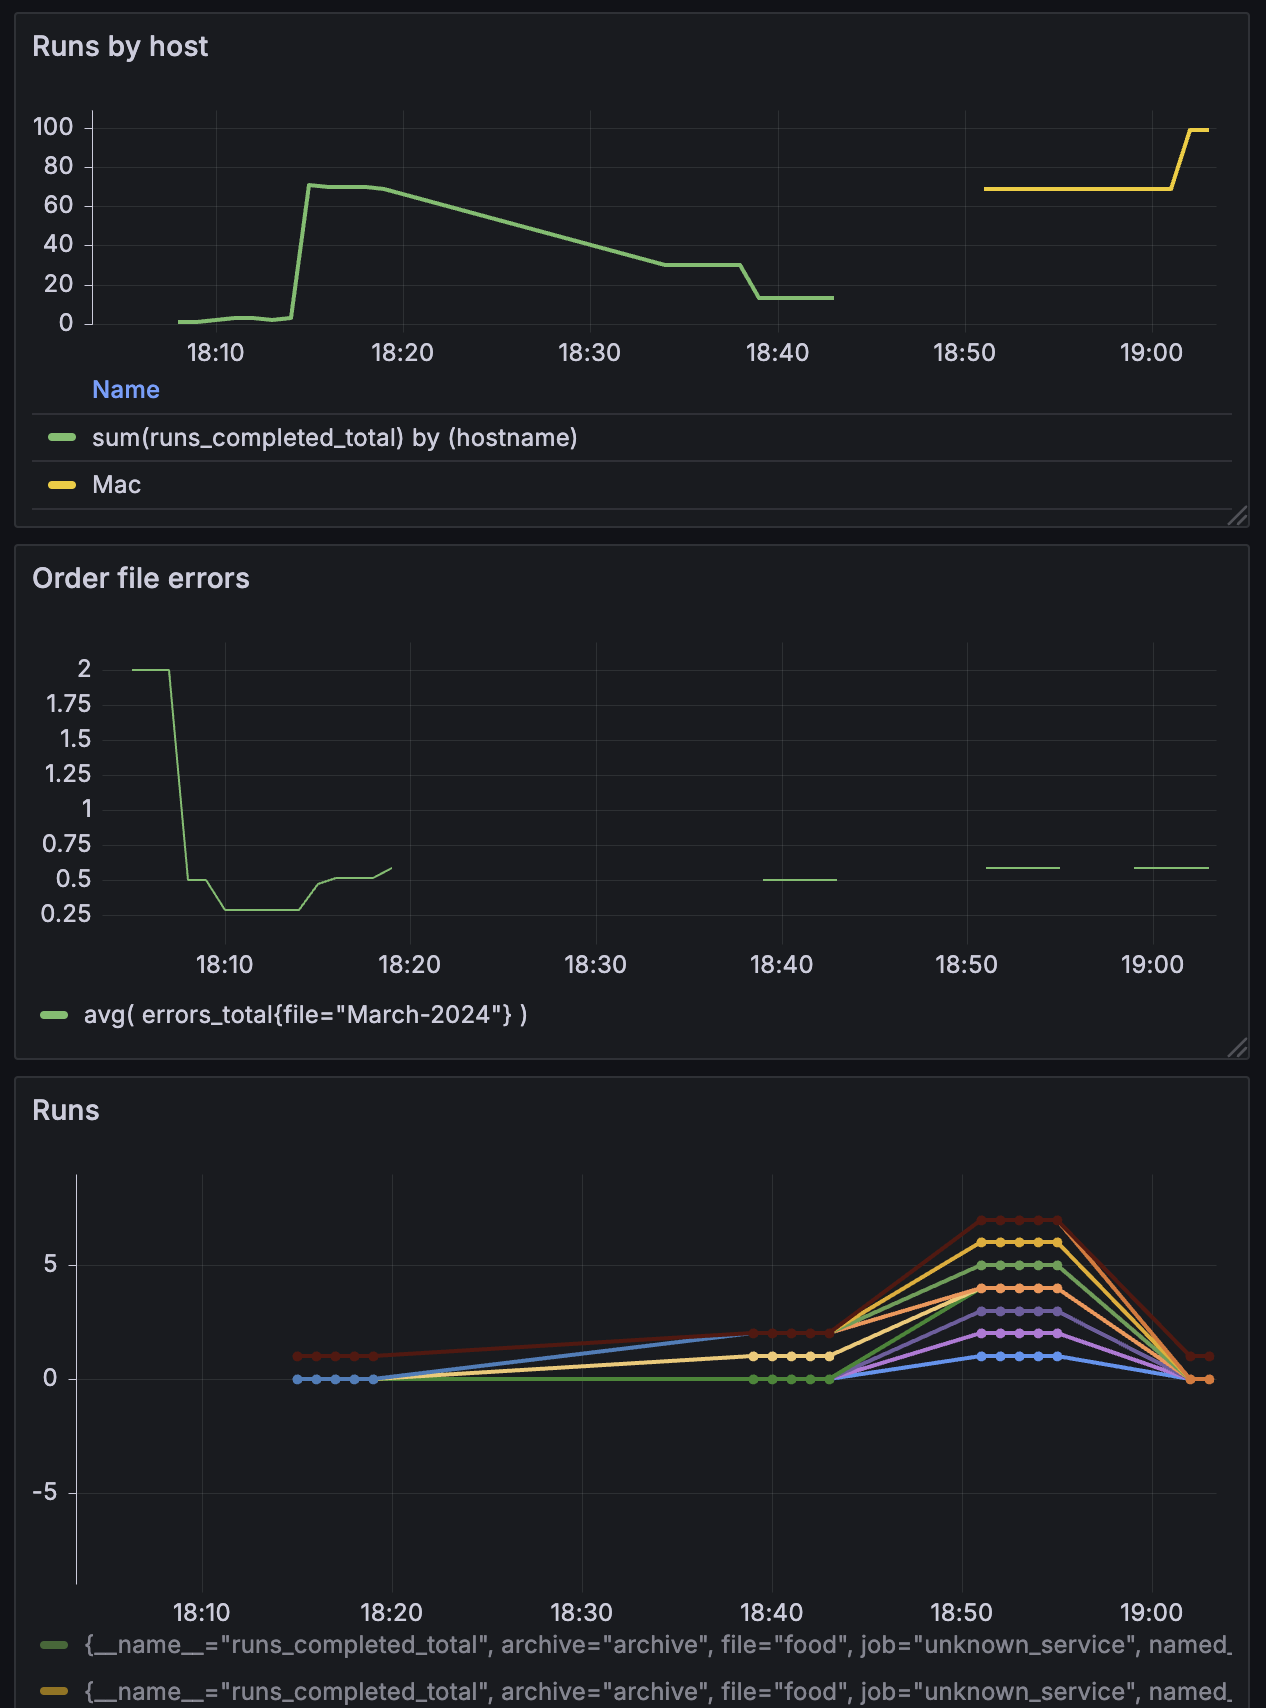 Runs by host
100
80
60
40
20
0
18:10 18:20 18:30 18:40 18:50 19:00
Name
sum(runs_completed_total) by (hostname)
Mac
Order file errors
2
1.75
1.5
1.25
1
0.75
0.5
0.25
18:10 18:20 18:30 18:40 18:50 19:00
avg( errors_total{file="March-2024"} )
Runs
5
0
-5
18:10 18:20 18:30 18:40 18:50 19:00
{__name__="runs_completed_total", archive="archive", file="food", job="unknown_service", named_
{__name__="runs_completed_total", archive="archive", file="food", job="unknown_service", named_